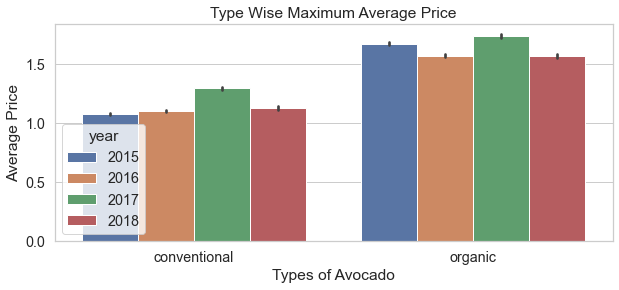 Type Wise Maximum Average Price
Average Price
1.5
1.0
0.5
0.0
year
2015
2016
2017
2018
conventional
organic
Types of Avocado